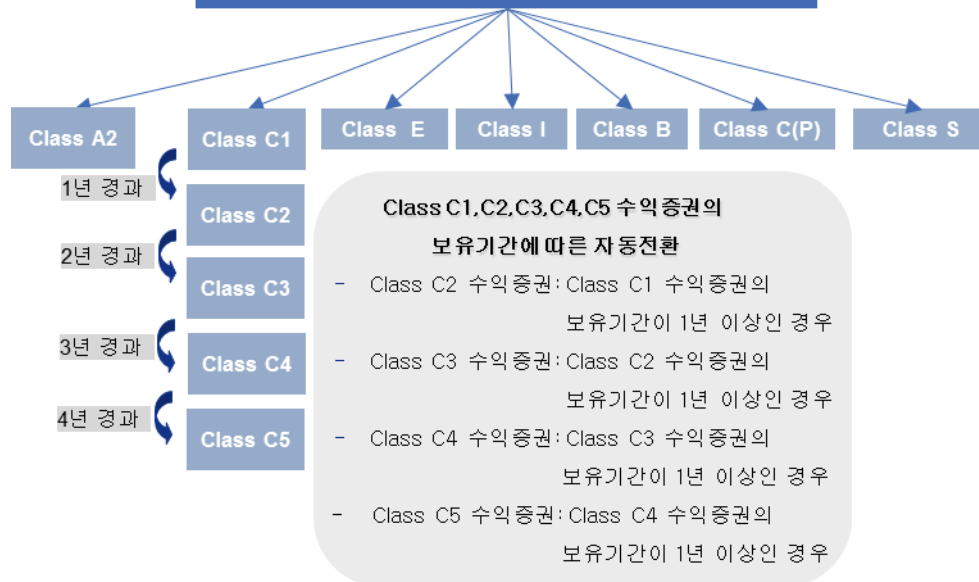 Class A2
Class C1
Class E
Class I
Class B
Class C(P)
Class S
1년 경과
Class C2
2년 경과
Class C3
3년 경과
Class C4
4년 경과
Class C5
Class C1,C2,C3,C4,C5 수익증권의
보유기간에 따른 자동전환
- Class C2 수익증권: Class C1 수익증권의
보유기간이 1년 이상인 경우
- Class C3 수익증권: Class C2 수익증권의
보유기간이 1년 이상인 경우
- Class C4 수익증권: Class C3 수익증권의
보유기간이 1년 이상인 경우
- Class C5 수익증권: Class C4 수익증권의
보유기간이 1년 이상인 경우